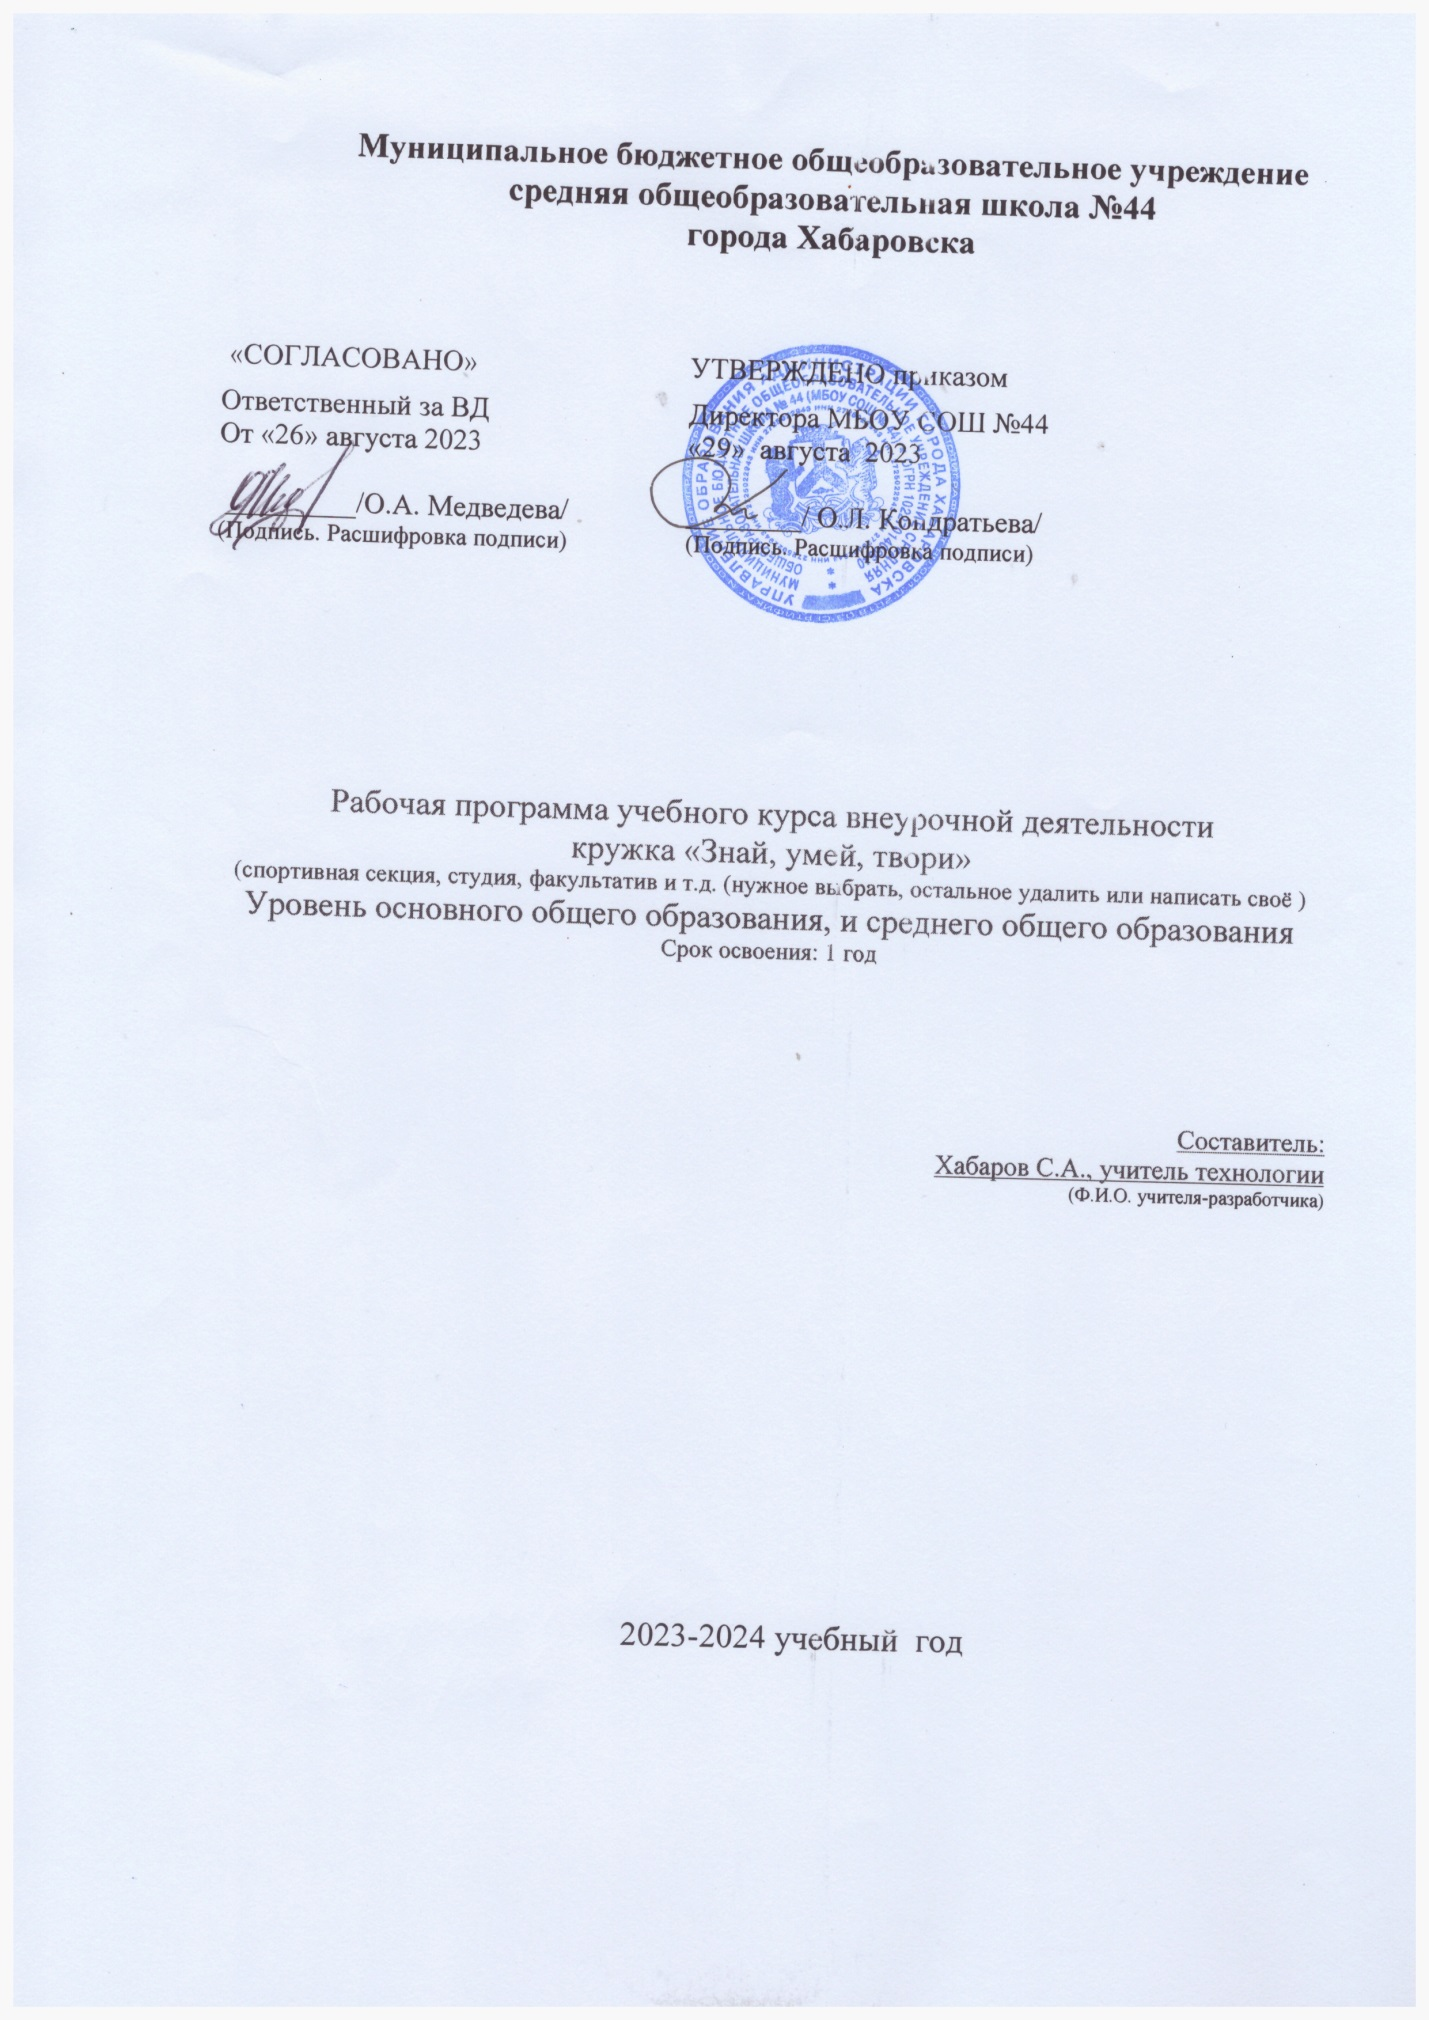 Муниципальное бюджетное общеобразовательное учреждение
средняя общеобразовательная школа №44
города Хабаровска
«СОГЛАСОВАНО»
Ответственный за ВД
От «26» августа 2023
/О.А. Медведева/
(Подпись. Расшифровка подписи)
УТВЕРЖДЕНО приказом
Директора МБОУ СОШ №44
«29» августа 2023
/ О.Л. Кондратьева/
(Подпись. Расшифровка подписи)
Рабочая программа учебного курса внеурочной деятельности
кружка «Знай, умей, твори»
(спортивная секция, студия, факультатив и т.д. (нужное выбрать, остальное удалить или написать своё )
Уровень основного общего образования, и среднего общего образования
Срок освоения: 1 год
Составитель:
Хабаров С.А., учитель технологии
(Ф.И.О. учителя-разработчика)
2023-2024 учебный год